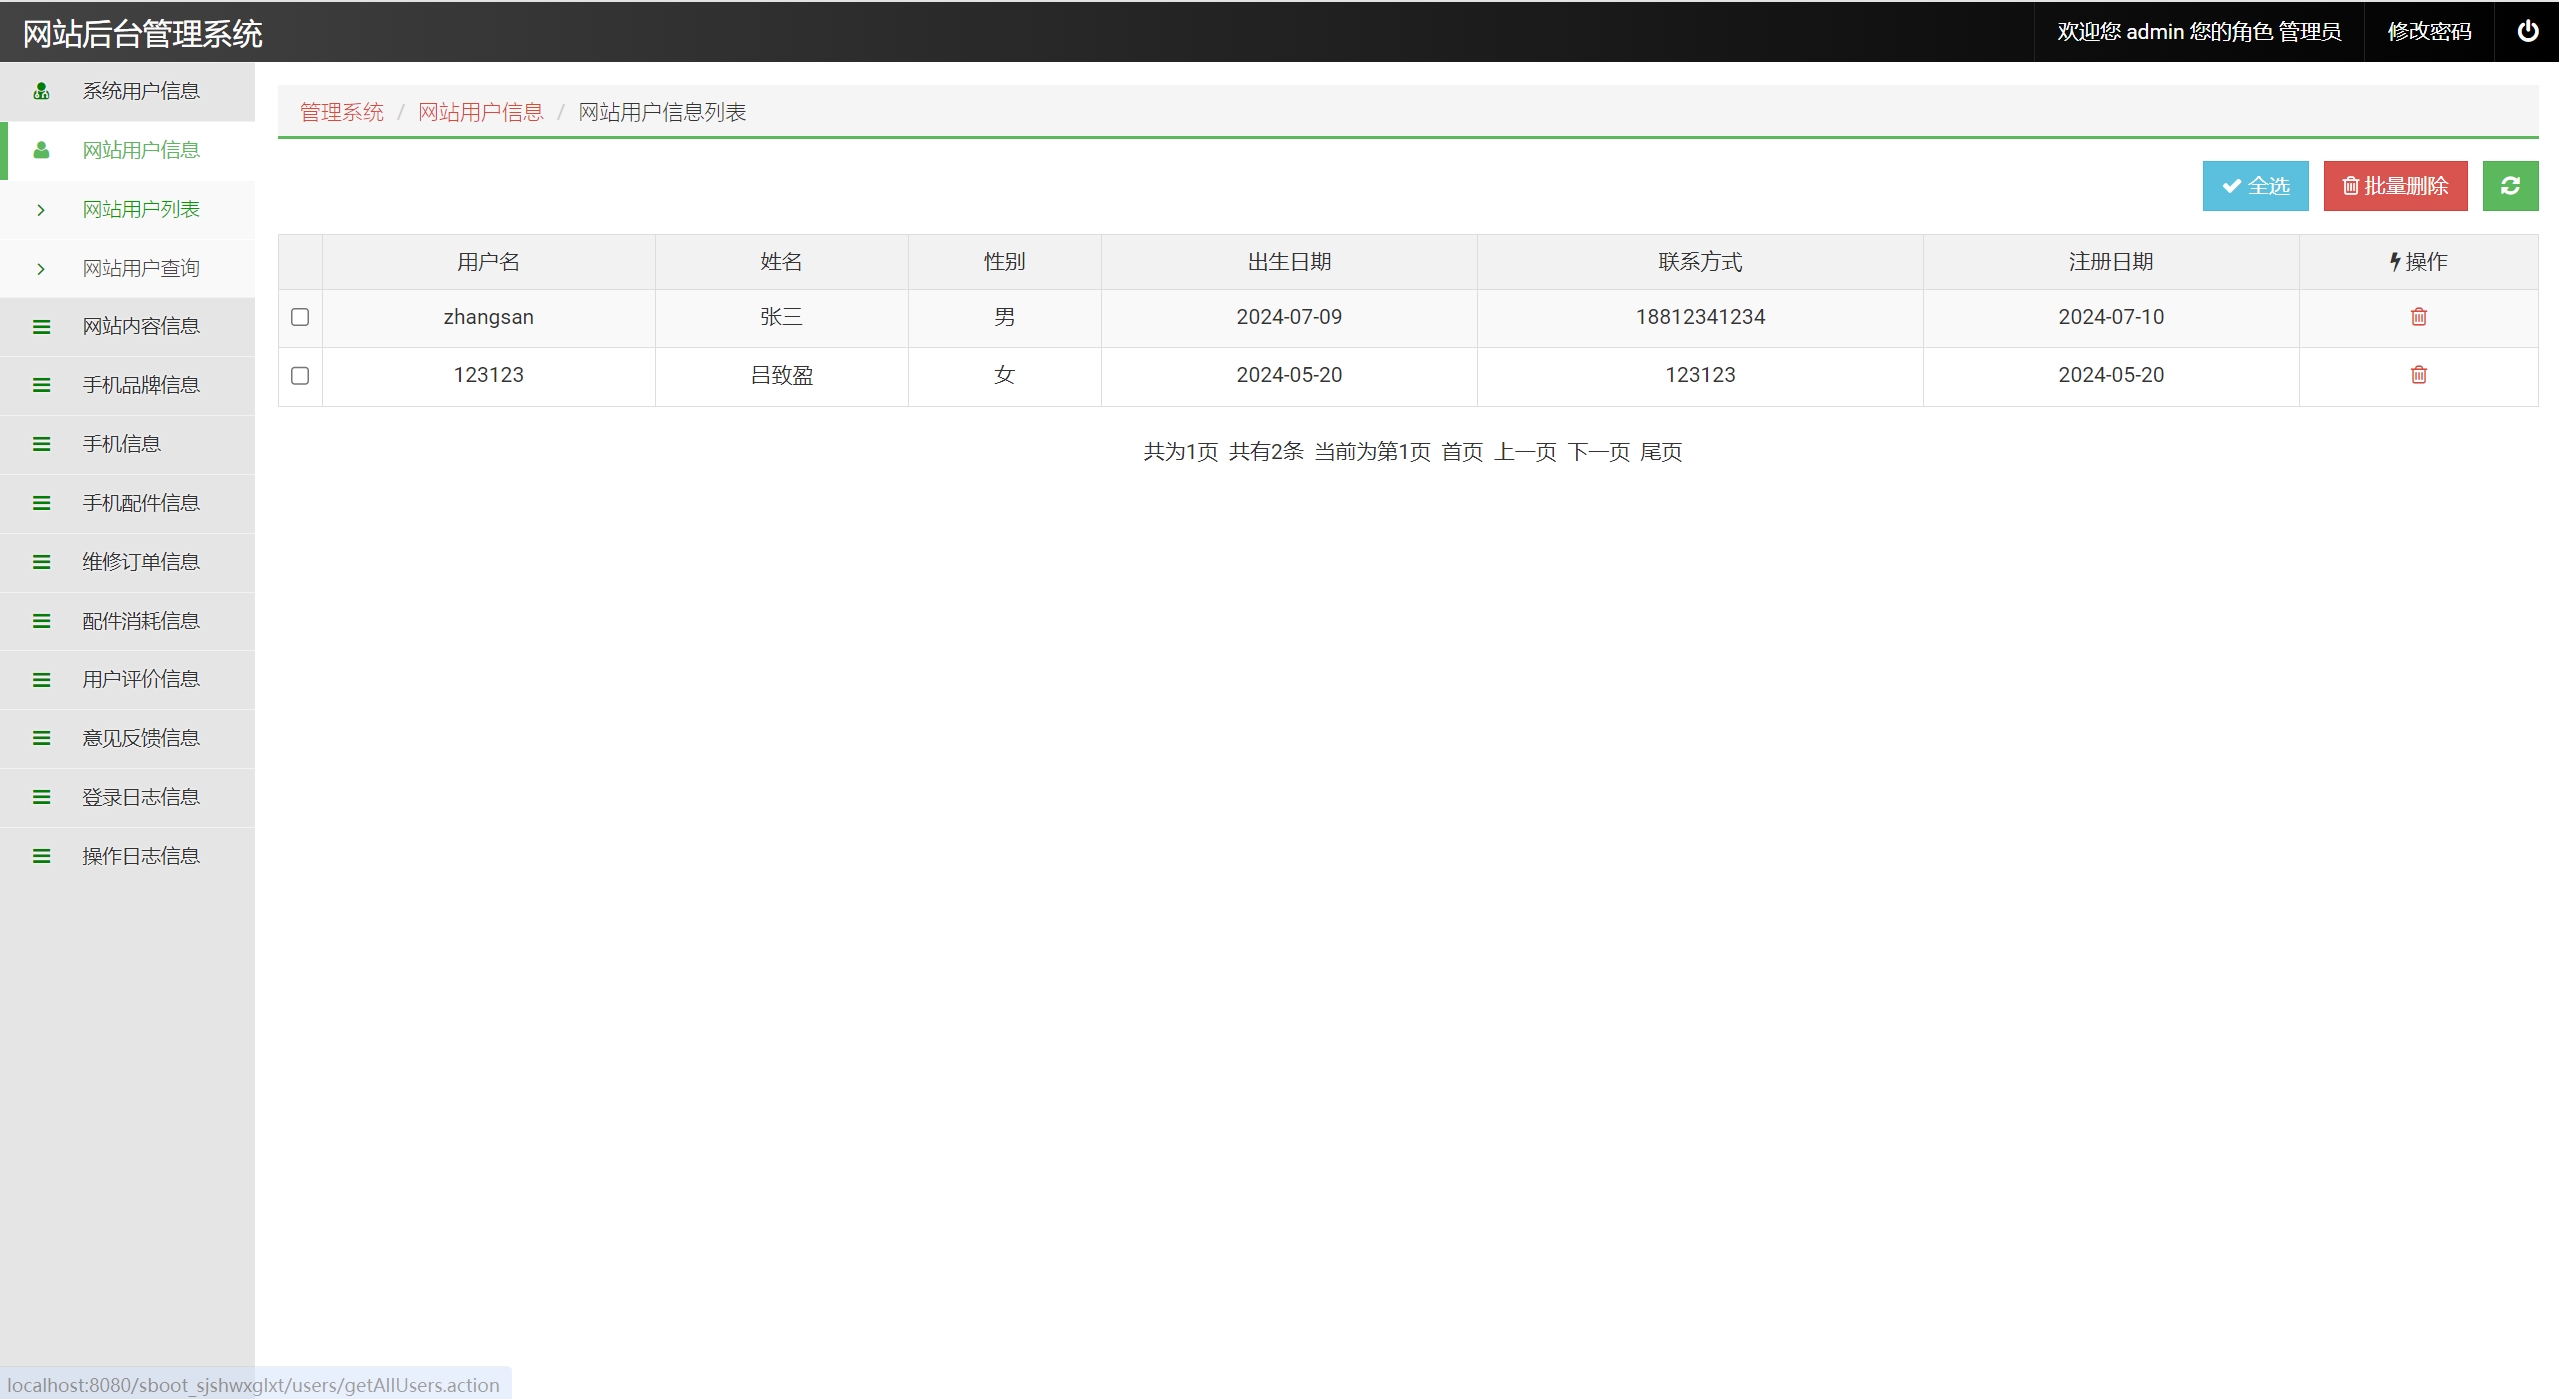 网站后台管理系统
欢迎您 admin 您的角色 管理员
修改密码
系统用户信息
网站用户信息
网站用户列表
网站用户查询
网站内容信息
手机品牌信息
手机信息
手机配件信息
维修订单信息
配件消耗信息
用户评价信息
意见反馈信息
登录日志信息
操作日志信息
管理系统 / 网站用户信息 / 网站用户信息列表
全选 批量删除
用户名 姓名 性别 出生日期 联系方式 注册日期 操作
zhangsan 张三 男 2024-07-09 18812341234 2024-07-10
123123 吕致盈 女 2024-05-20 123123 2024-05-20
共为1页 共有2条 当前为第1页 首页 上一页 下一页 尾页
localhost:8080/sboot_sjshwxglxt/users/getAllUsers.action